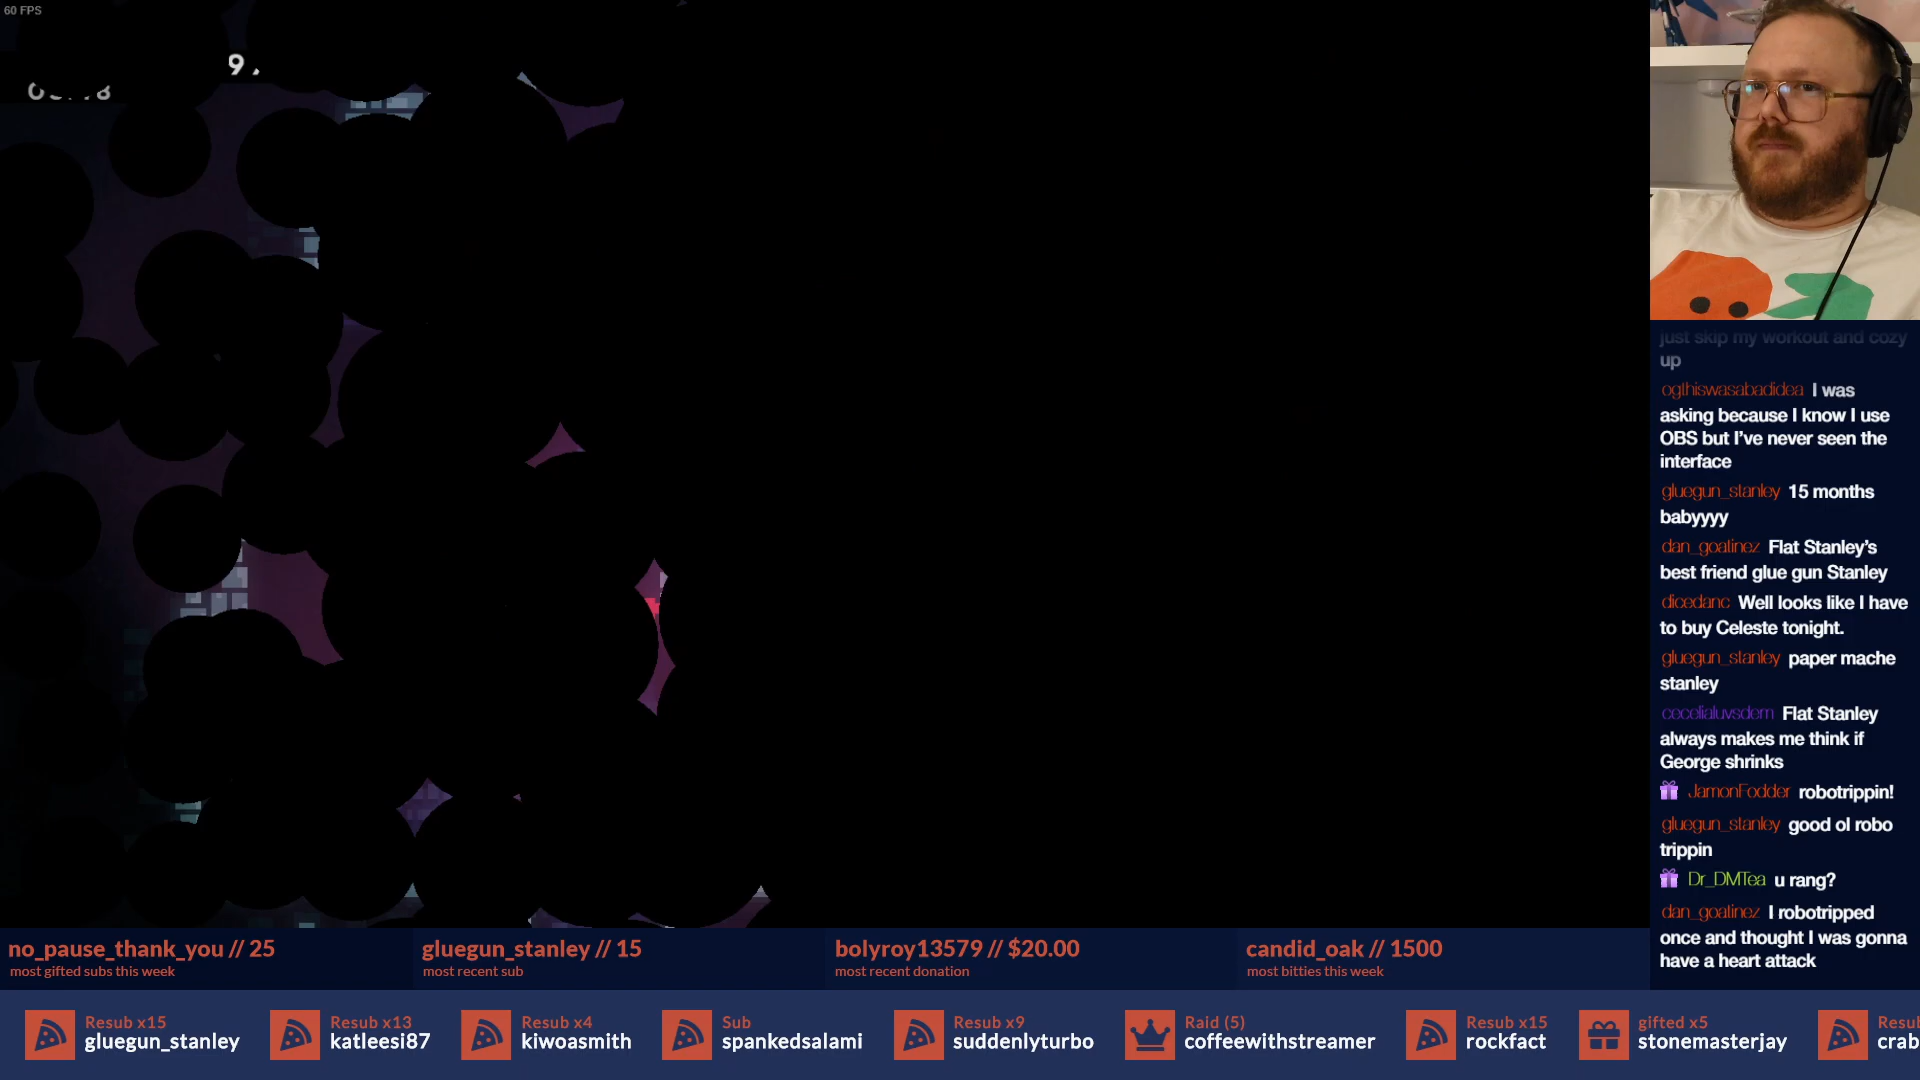 60 FPS
9,
just skip my workout and cozy
up
ogthiswasabadidea I was
asking because I know I use
OBS but I've never seen the
interface
gluegun_stanley 15 months
babyyyy
dan_goatinez Flat Stanley's
best friend glue gun Stanley
dicedanc Well looks like I have
to buy Celeste tonight.
gluegun_stanley paper mache
stanley
cecelialuvsdem Flat Stanley
always makes me think if
George shrinks
JamonFodder robotrippin!
gluegun_stanley good ol robo
trippin
Dr_DMTea u rang?
dan_goatinez I robotripped
once and thought I was gonna
have a heart attack
no_pause_thank_you // 25
most gifted subs this week
gluegun_stanley // 15
most recent sub
bolyroy13579 // $20.00
most recent donation
candid_oak // 1500
most bitties this week
Resub x15
gluegun_stanley
Resub x13
katleesi87
Resub x4
kiwoasmith
Sub
spankedsalami
Resub x9
suddenlyturbo
Raid (5)
coffeewithstreamer
Resub x15
rockfact
gifted x5
stonemasterjay
Resub
crab